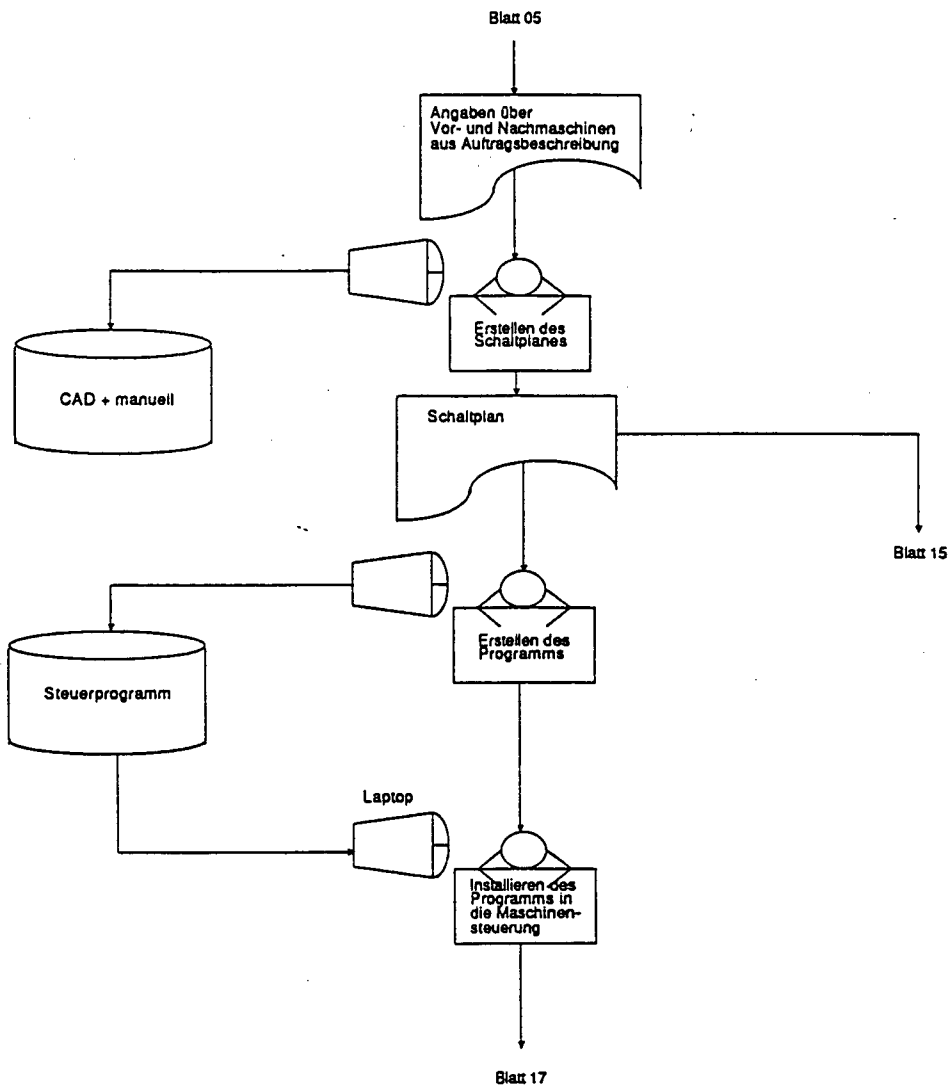 Blatt 05
Angaben über
Vor- und Nachmaschinen
aus Auftragsbeschreibung
Erstellen des
Schaltplanes
CAD + manuell
Schaltplan
Blatt 15
Erstellen des
Programms
Steuerprogramm
Laptop
Installieren des
Programms in
die Maschinen-
steuerung
Blatt 17